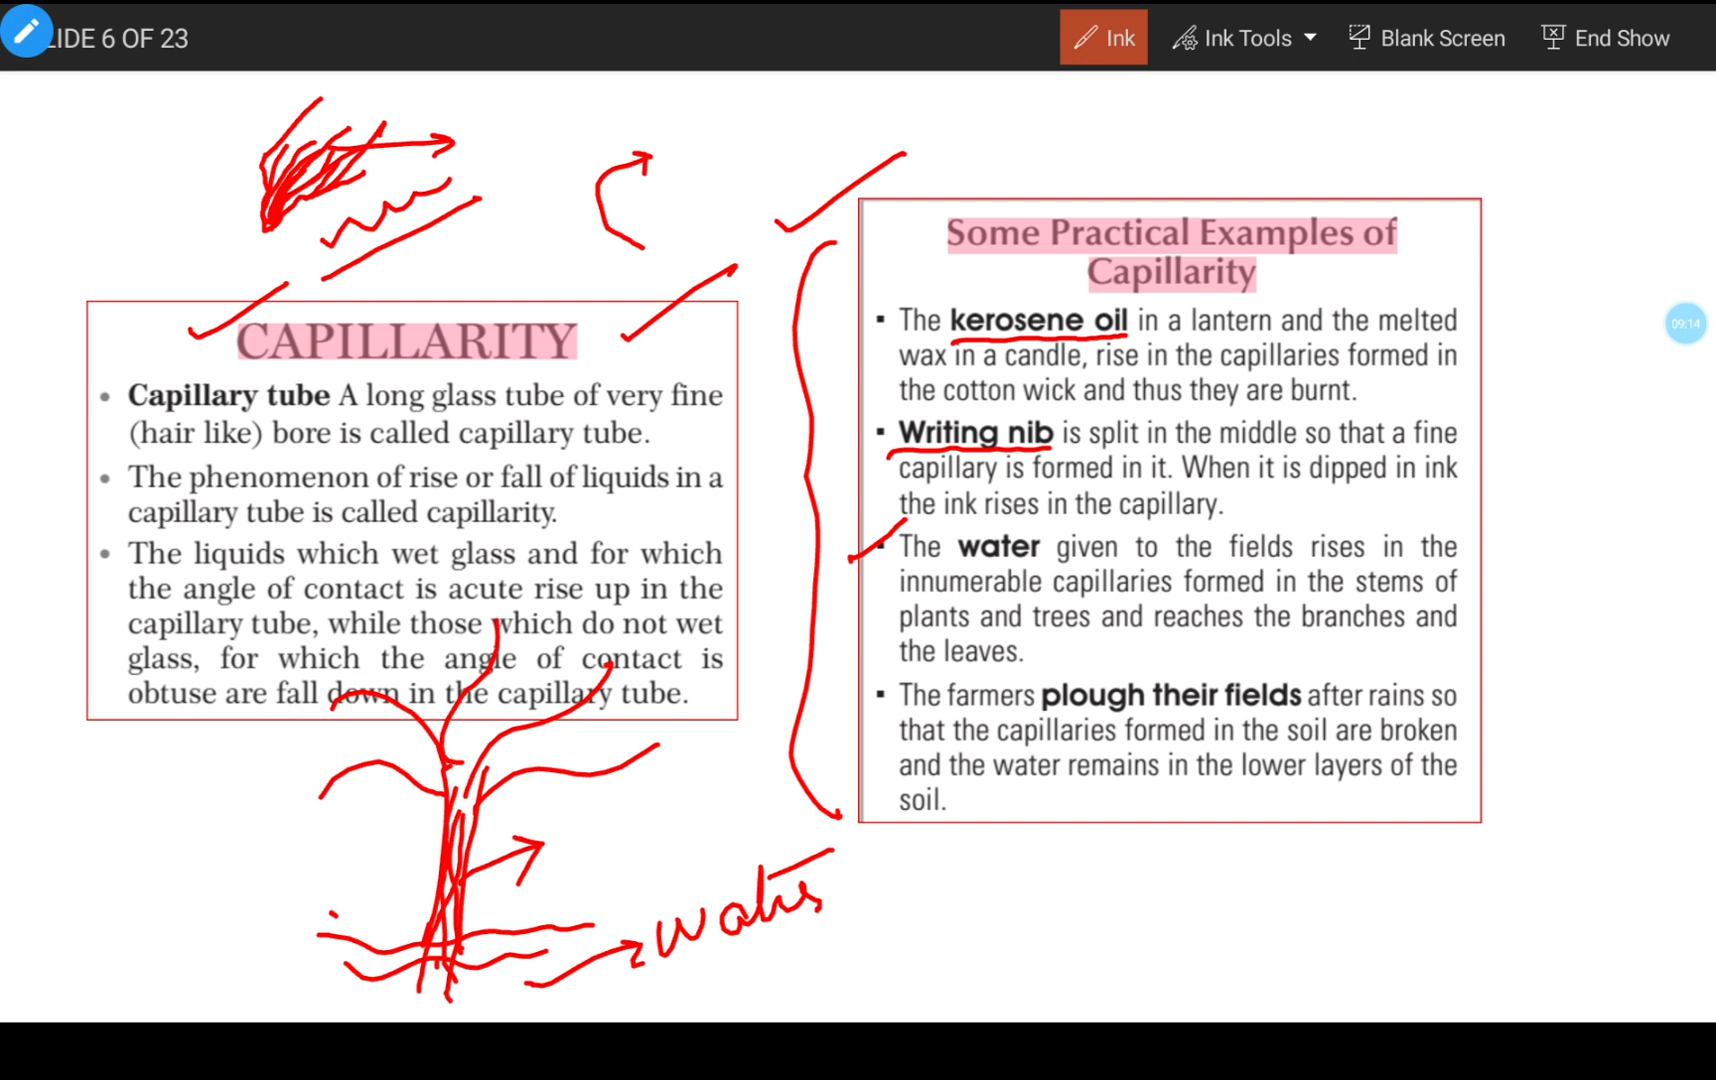 LIDE 6 OF 23
Ink
Ink Tools
Blank Screen
End Show
CAPILLARITY
• Capillary tube A long glass tube of very fine
(hair like) bore is called capillary tube.
• The phenomenon of rise or fall of liquids in a
capillary tube is called capillarity.
• The liquids which wet glass and for which
the angle of contact is acute rise up in the
capillary tube, while those which do not wet
glass, for which the angle of contact is
obtuse are fall down in the capillary tube.
water
Some Practical Examples of
Capillarity
▪ The kerosene oil in a lantern and the melted
wax in a candle, rise in the capillaries formed in
the cotton wick and thus they are burnt.
▪ Writing nib is split in the middle so that a fine
capillary is formed in it. When it is dipped in ink
the ink rises in the capillary.
▪ The water given to the fields rises in the
innumerable capillaries formed in the stems of
plants and trees and reaches the branches and
the leaves.
▪ The farmers plough their fields after rains so
that the capillaries formed in the soil are broken
and the water remains in the lower layers of the
soil.
09:14